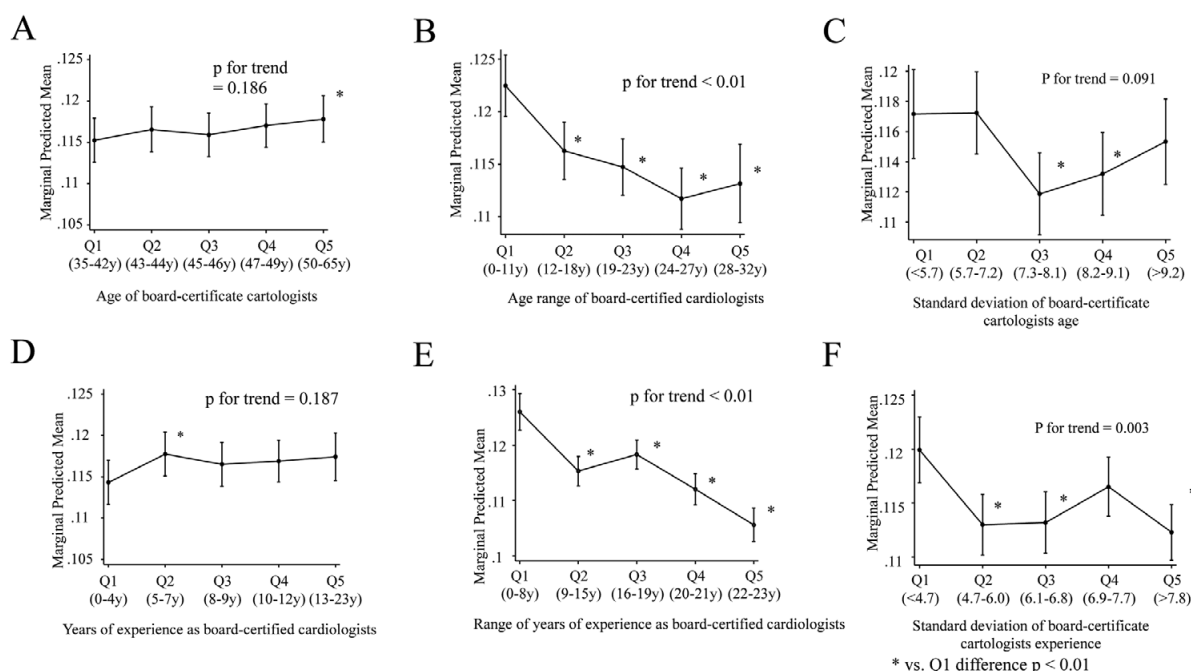 A
Marginal Predicted Mean
.125
.12
.115
.11
.105
p for trend
= 0.186
*
Q1 Q2 Q3 Q4 Q5
(35-42y) (43-44y) (45-46y) (47-49y) (50-65y)
Age of board-certificate cartologists
B
Marginal Predicted Mean
.125
.12
.115
.11
p for trend < 0.01
* * * *
Q1 Q2 Q3 Q4 Q5
(0-11y) (12-18y) (19-23y) (24-27y) (28-32y)
Age range of board-certified cardiologists
C
Marginal Predicted Mean
.12
.118
.116
.114
.112
.11
P for trend = 0.091
* *
Q1 Q2 Q3 Q4 Q5
(<5.7) (5.7-7.2) (7.3-8.1) (8.2-9.1) (>9.2)
Standard deviation of board-certificate
cartologists age
D
Marginal Predicted Mean
.125
.12
.115
.11
.105
p for trend = 0.187
*
Q1 Q2 Q3 Q4 Q5
(0-4y) (5-7y) (8-9y) (10-12y) (13-23y)
Years of experience as board-certified cardiologists
E
Marginal Predicted Mean
.13
.12
.11
.1
p for trend < 0.01
* * * *
Q1 Q2 Q3 Q4 Q5
(0-8y) (9-15y) (16-19y) (20-21y) (22-23y)
Range of years of experience as board-certified cardiologists
F
Marginal Predicted Mean
.125
.12
.115
.11
P for trend = 0.003
* * *
Q1 Q2 Q3 Q4 Q5
(<4.7) (4.7-6.0) (6.1-6.8) (6.9-7.7) (>7.8)
Standard deviation of board-certificate
cartologists experience
* vs. Q1 difference p < 0.01